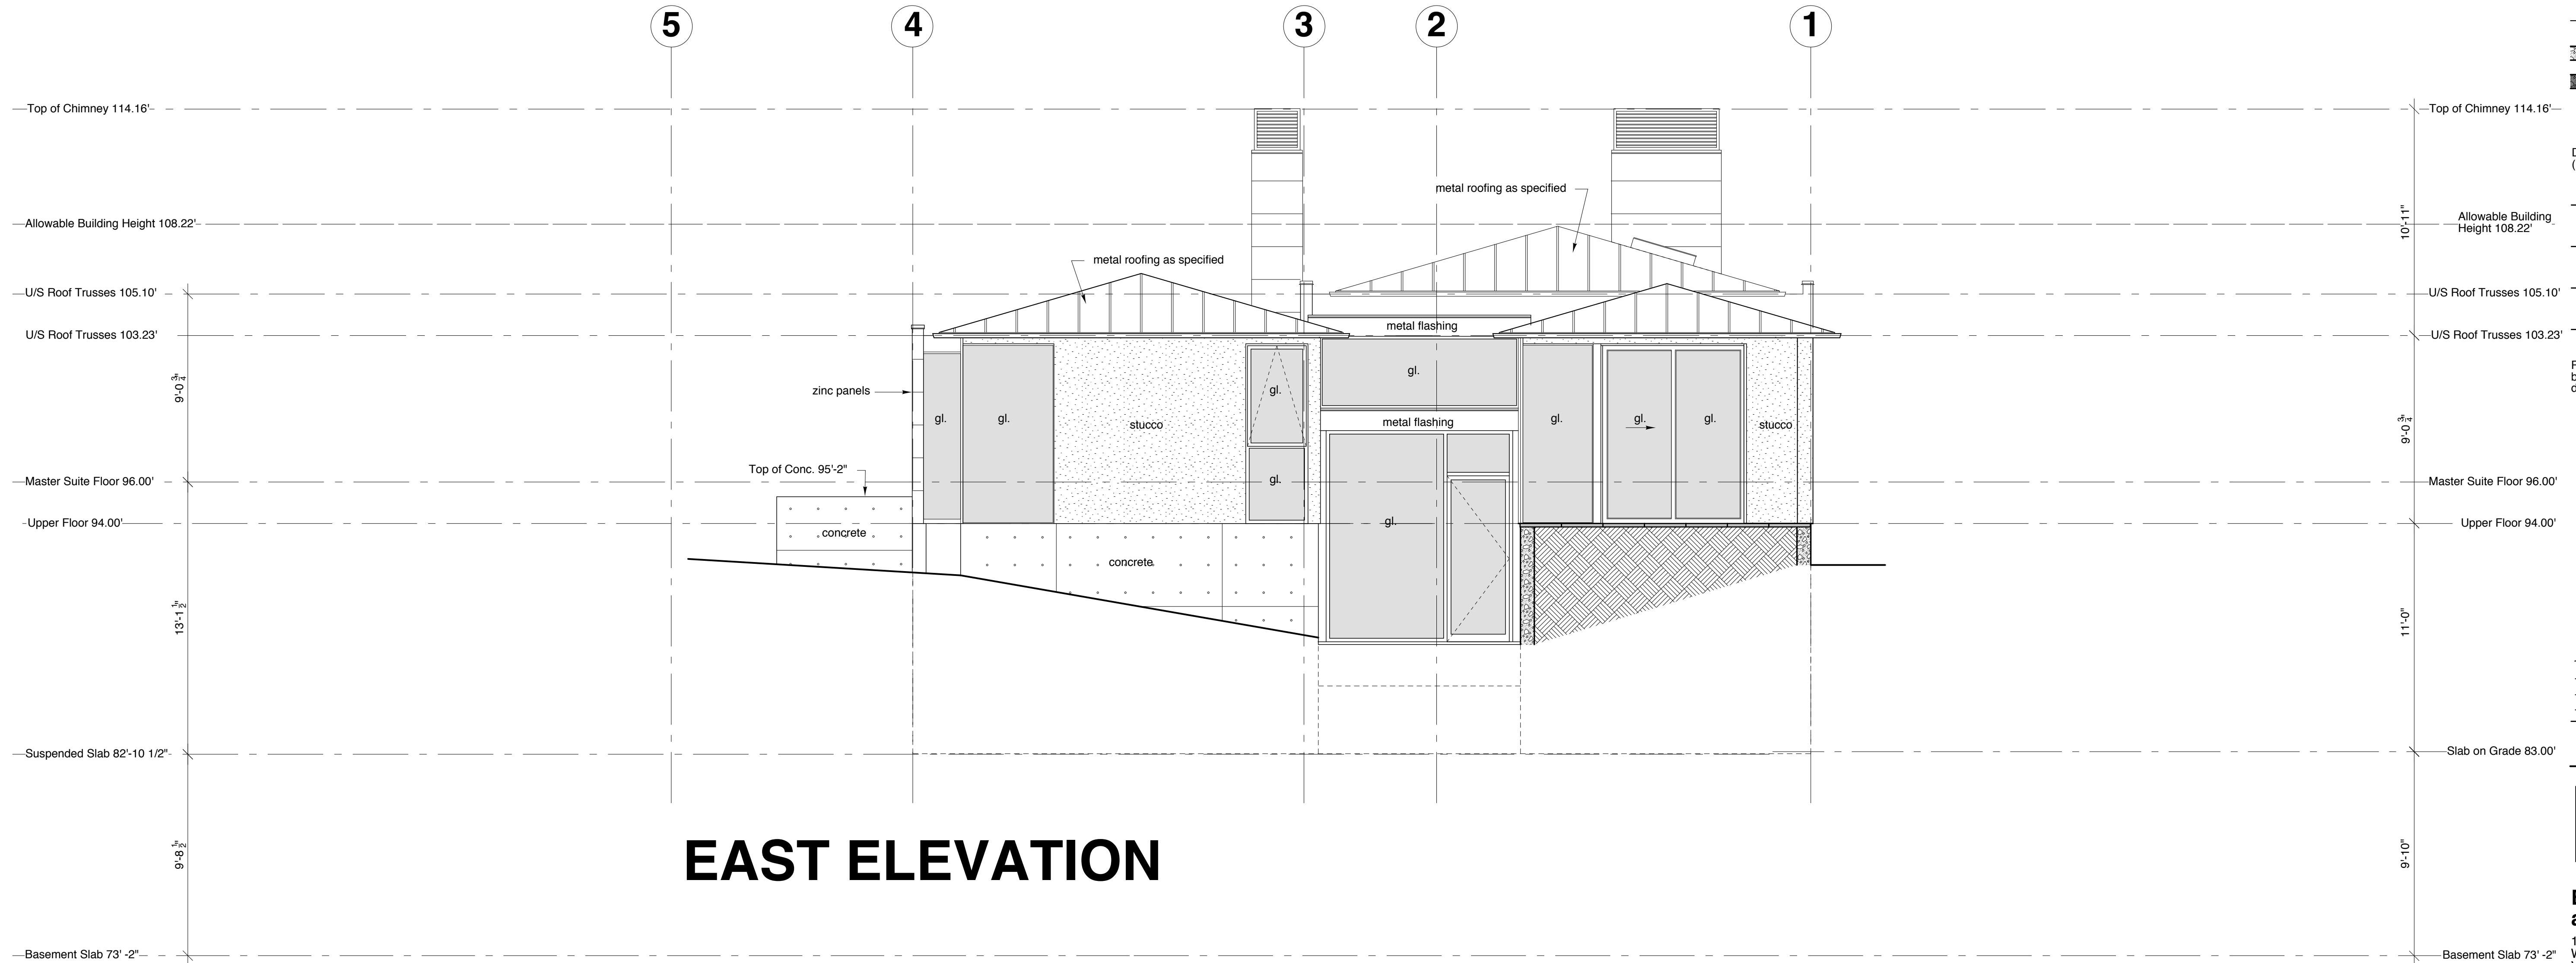 5
4
3
2
1
Top of Chimney 114.16'
Top of Chimney 114.16'
metal roofing as specified
Allowable Building Height 108.22'
10'-11"
Allowable Building
Height 108.22'
metal roofing as specified
U/S Roof Trusses 105.10'
U/S Roof Trusses 105.10'
metal flashing
U/S Roof Trusses 103.23'
U/S Roof Trusses 103.23'
9'-0 3/4"
zinc panels
gl.
gl.
stucco
gl.
gl.
gl.
metal flashing
gl.
gl.
gl.
stucco
9'-0 3/4"
Top of Conc. 95'-2"
Master Suite Floor 96.00'
gl.
Master Suite Floor 96.00'
Upper Floor 94.00'
Upper Floor 94.00'
concrete
concrete
13'-1 1/2"
11'-0"
Suspended Slab 82'-10 1/2"
Slab on Grade 83.00'
9'-8 1/2"
EAST ELEVATION
9'-10"
Basement Slab 73' -2"
Basement Slab 73' -2"